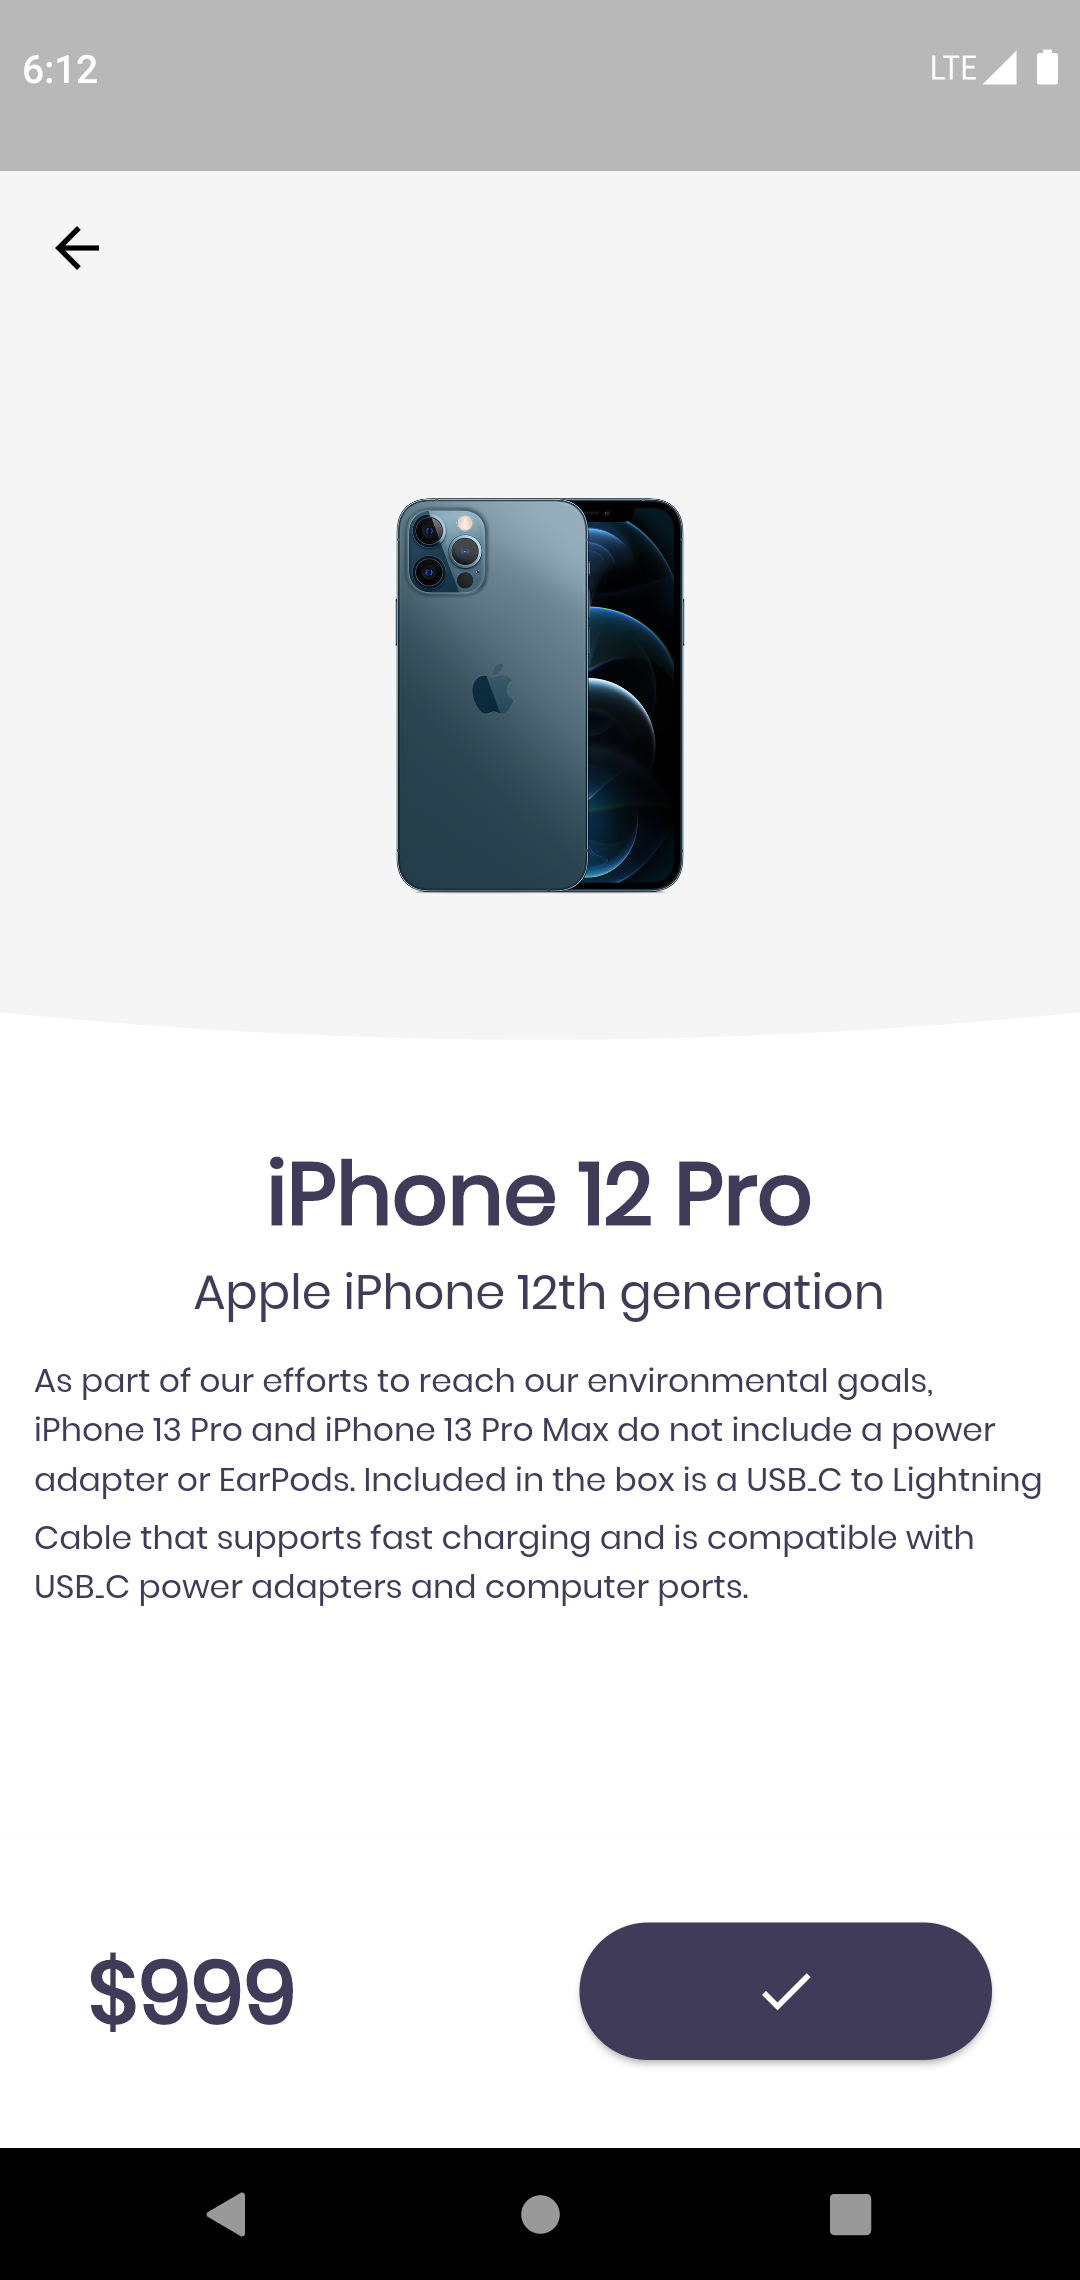 6:12
LTE
iPhone 12 Pro
Apple iPhone 12th generation
As part of our efforts to reach our environmental goals,
iPhone 13 Pro and iPhone 13 Pro Max do not include a power
adapter or EarPods. Included in the box is a USB‑C to Lightning
Cable that supports fast charging and is compatible with
USB‑C power adapters and computer ports.
$999